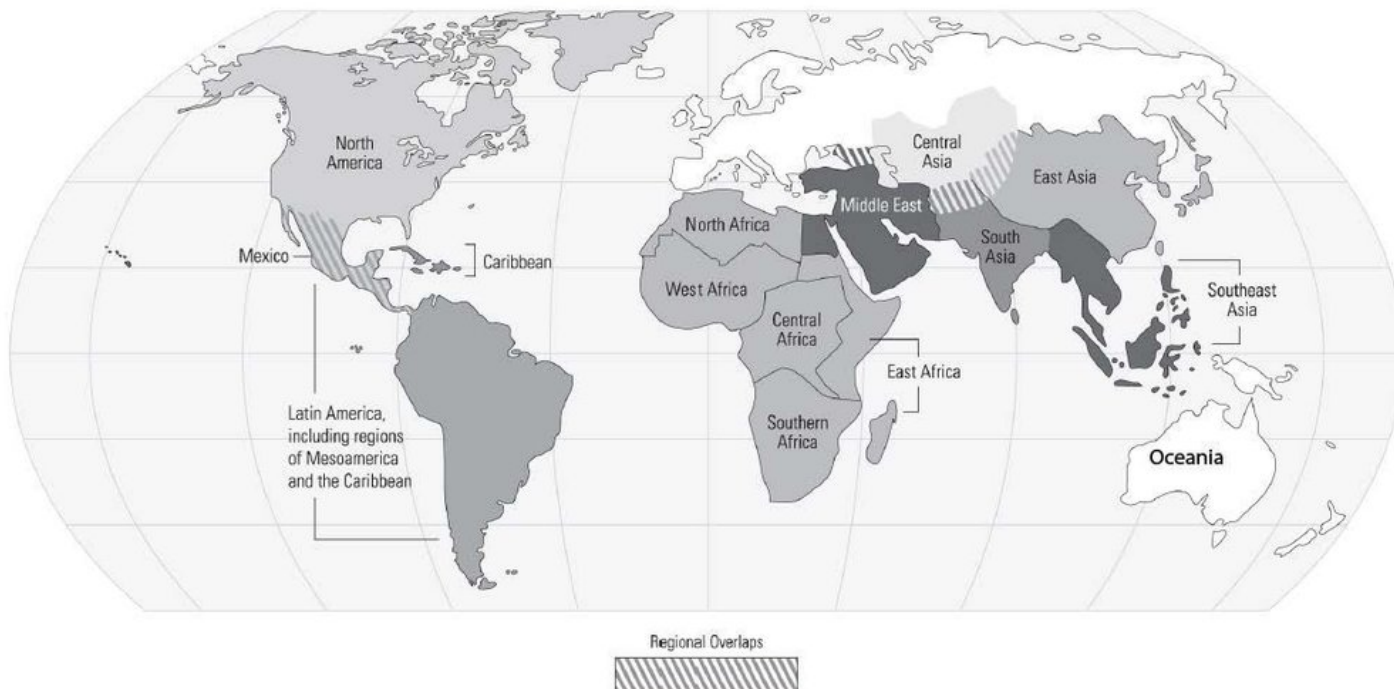 North
America
Central
Asia
East Asia
Middle East
North Africa
South
Asia
Mexico
Caribbean
West Africa
Southeast
Asia
Central
Africa
East Africa
Latin America,
including regions
of Mesoamerica
and the Caribbean
Southern
Africa
Oceania
Regional Overlaps